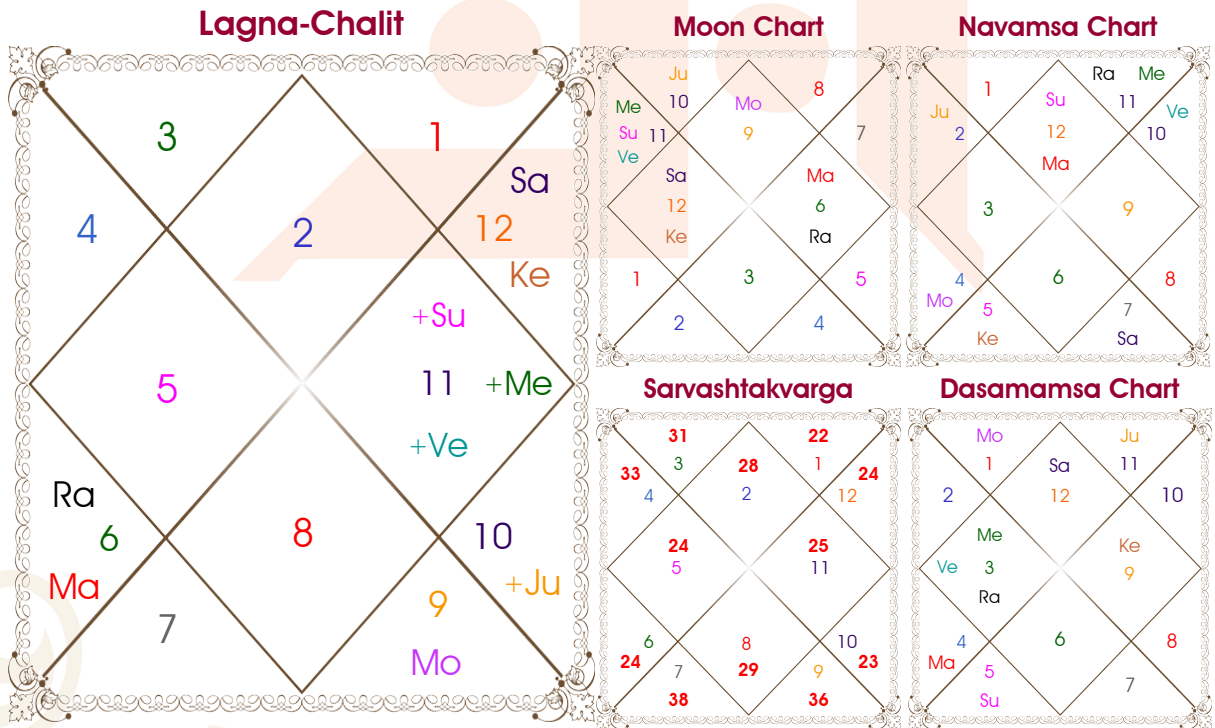 Lagna-Chalit
3
1
Sa
4
2
12
Ke
+Su
5
11 +Me
+Ve
Ra
6
8
10
Ma
+Ju
7
9
Mo
Moon Chart
Ju
8
Me
10
Mo
Su 11
9
7
Ve
Sa
Ma
12
6
Ke
Ra
1
3
5
2
4
Navamsa Chart
Ra Me
1
Su
11
Ju
Ve
2
12
10
Ma
3
9
4
6
8
Mo
5
7
Ke
Sa
Sarvashtakvarga
31
22
33
3
28
1
24
4
2
12
24
25
5
11
6
8
10
24
7
29
9
23
38
36
Dasamamsa Chart
Mo
Ju
1
Sa
11
2
12
10
Me
Ke
Ve 3
9
Ra
4
6
8
Ma
5
7
Su